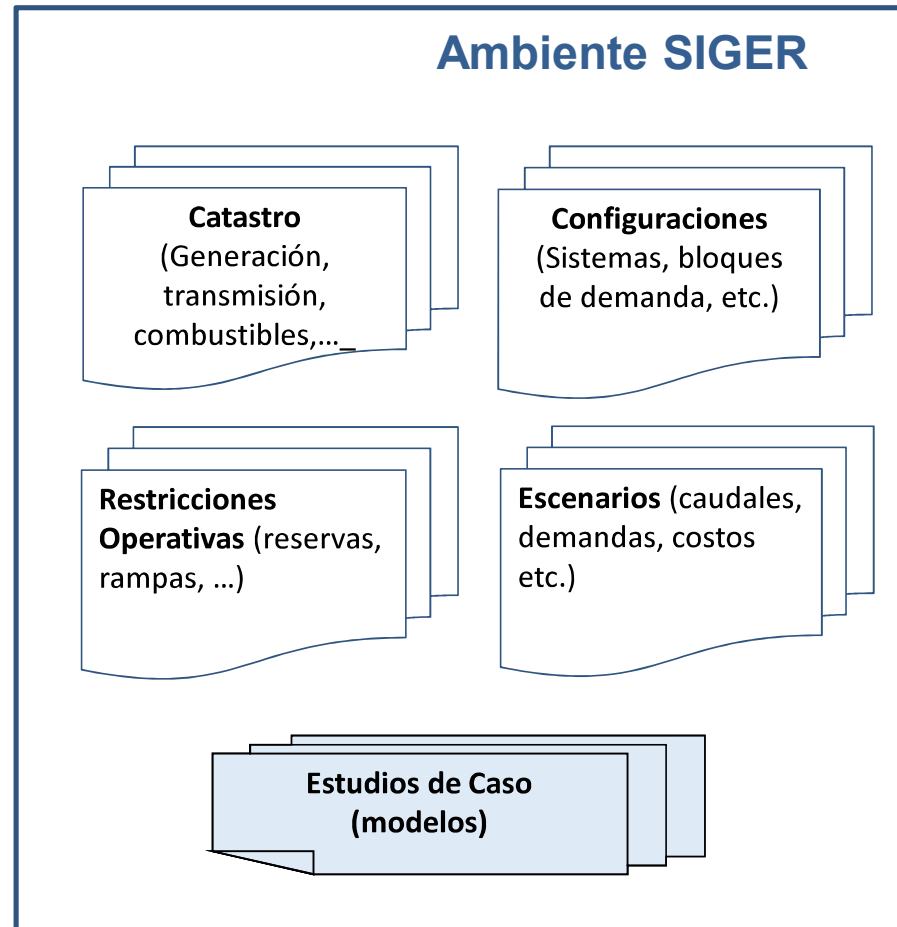 Ambiente SIGER
Catastro
(Generación,
transmisión,
combustibles,..._
Configuraciones
(Sistemas, bloques
de demanda, etc.)
Restricciones
Operativas (reservas,
rampas, ...)
Escenarios (caudales,
demandas, costos
etc.)
Estudios de Caso
(modelos)